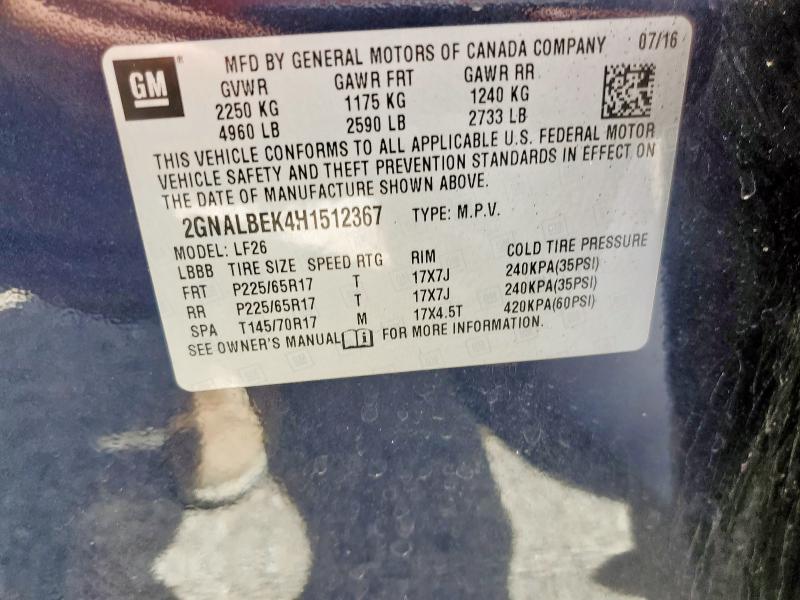 GM
MFD BY GENERAL MOTORS OF CANADA COMPANY 07/16
GVWR GAWR FRT GAWR RR
2250 KG 1175 KG 1240 KG
4960 LB 2590 LB 2733 LB
THIS VEHICLE CONFORMS TO ALL APPLICABLE U.S. FEDERAL MOTOR
VEHICLE SAFETY AND THEFT PREVENTION STANDARDS IN EFFECT ON
THE DATE OF MANUFACTURE SHOWN ABOVE.
2GNALBEK4H1512367 TYPE: M.P.V.
MODEL: LF26
LBBB TIRE SIZE SPEED RTG RIM COLD TIRE PRESSURE
FRT P225/65R17 T 17X7J 240KPA(35PSI)
RR P225/65R17 T 17X7J 240KPA(35PSI)
SPA T145/70R17 M 17X4.5T 420KPA(60PSI)
SEE OWNER'S MANUAL FOR MORE INFORMATION.